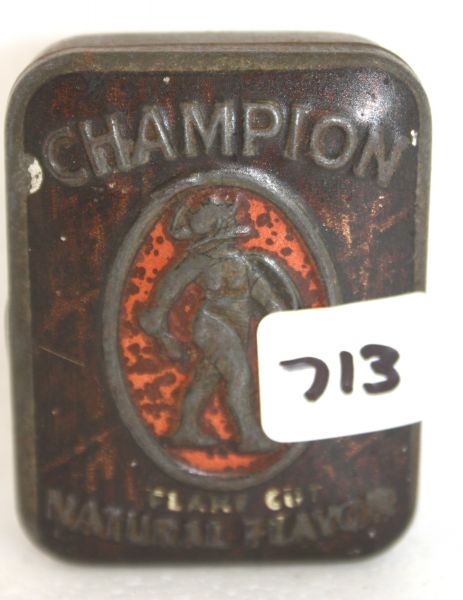 CHAMPION
713
FLAKE CUT
NATURAL FLAVOR